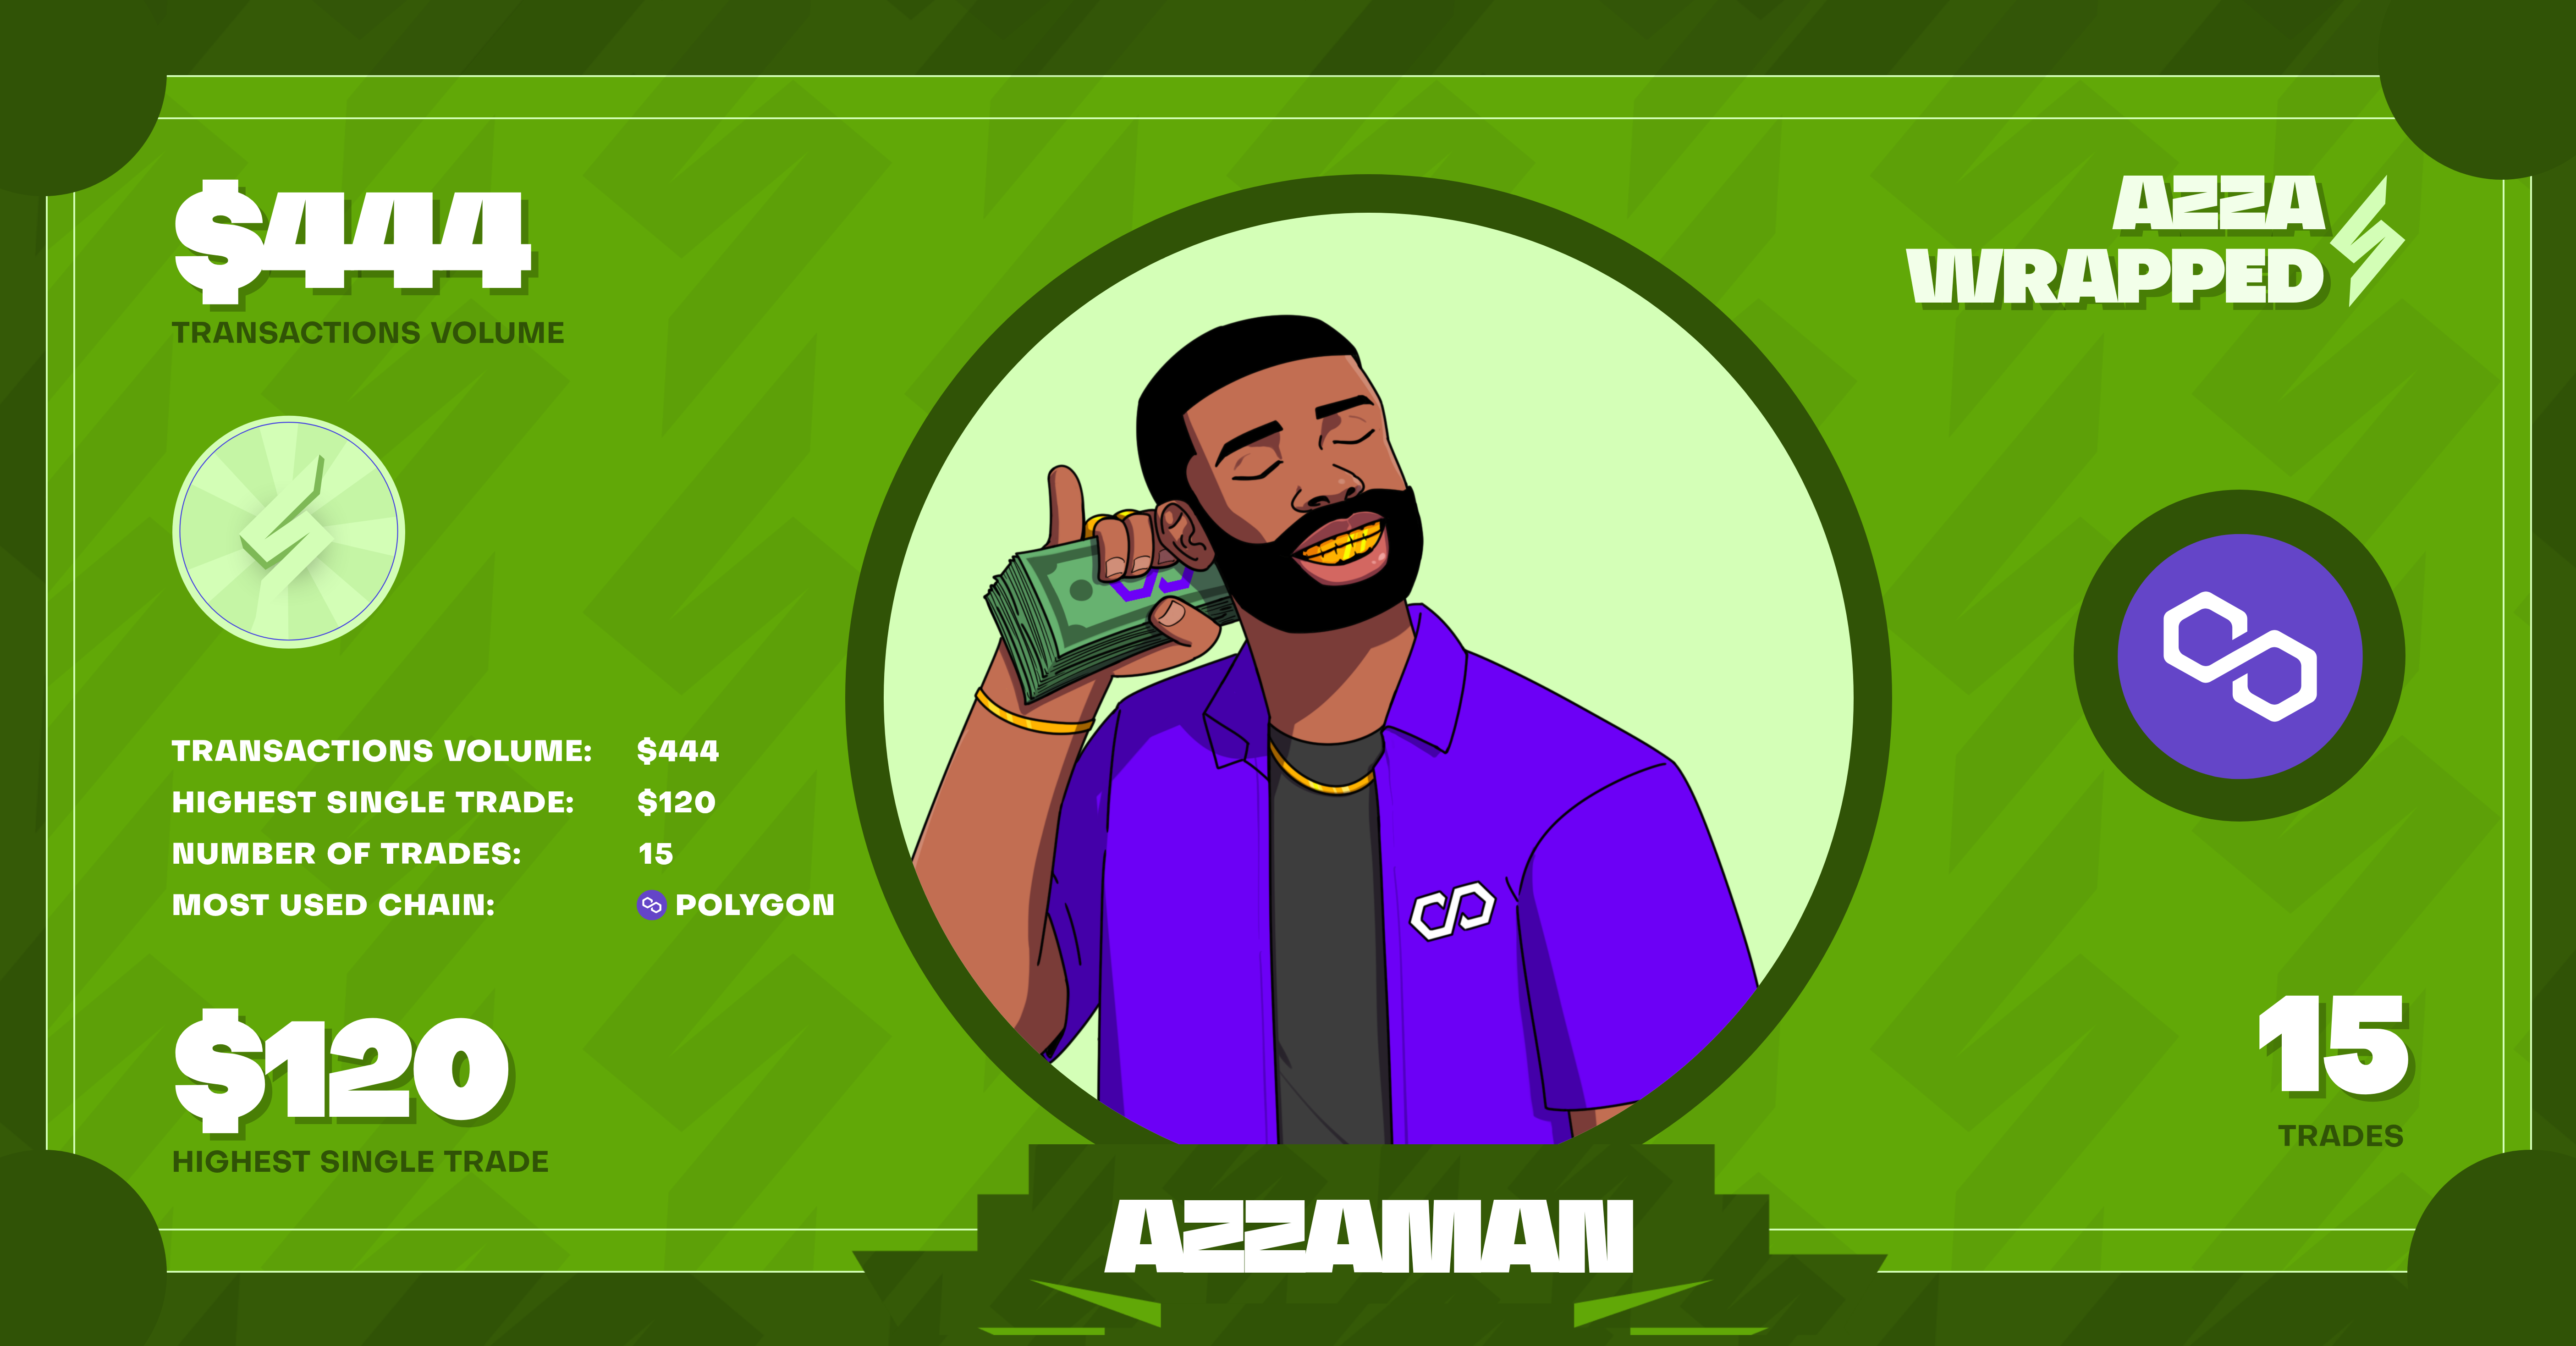 $444
TRANSACTIONS VOLUME
AZZA
WRAPPED
TRANSACTIONS VOLUME: $444
HIGHEST SINGLE TRADE: $120
NUMBER OF TRADES: 15
MOST USED CHAIN: POLYGON
$120
HIGHEST SINGLE TRADE
15
TRADES
AZZAMAN